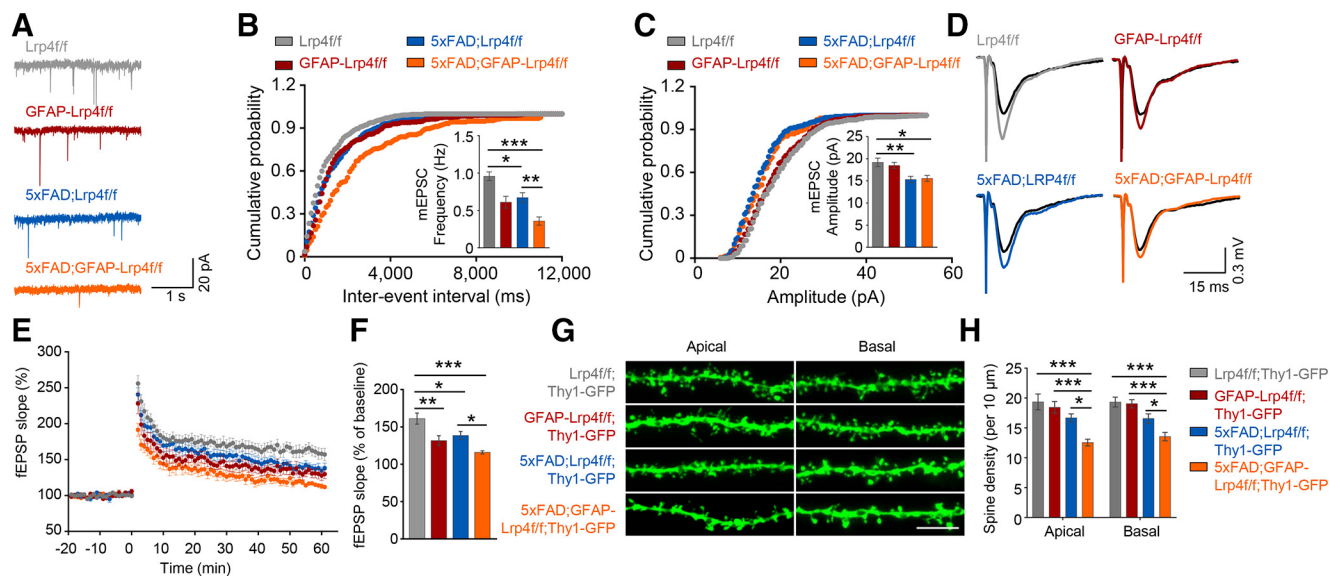 A
Lrp4f/f
GFAP-Lrp4f/f
5xFAD;Lrp4f/f
5xFAD;GFAP-Lrp4f/f
1 s
20 pA
B
Lrp4f/f
5xFAD;Lrp4f/f
GFAP-Lrp4f/f
5xFAD;GFAP-Lrp4f/f
Cumulative probability
1.2
0.9
0.6
0.3
0
0
4,000
8,000
12,000
Inter-event interval (ms)
mEPSC
Frequency (Hz)
1.5
1.0
0.5
0
***
*
**
C
Lrp4f/f
5xFAD;Lrp4f/f
GFAP-Lrp4f/f
5xFAD;GFAP-Lrp4f/f
Cumulative probability
1.2
0.9
0.6
0.3
0
0
20
40
60
Amplitude (pA)
mEPSC
Amplitude (pA)
25
20
15
10
5
0
*
**
D
Lrp4f/f
GFAP-Lrp4f/f
5xFAD;LRP4f/f
5xFAD;GFAP-Lrp4f/f
15 ms
0.3 mV
E
fEPSP slope (%)
300
250
200
150
100
50
-20
-10
0
10
20
30
40
50
60
Time (min)
F
fEPSP slope (% of baseline)
200
150
100
50
0
***
*
**
*
G
Apical
Basal
Lrp4f/f;
Thy1-GFP
GFAP-Lrp4f/f;
Thy1-GFP
5xFAD;Lrp4f/f;
Thy1-GFP
5xFAD;GFAP-
Lrp4f/f;Thy1-GFP
H
Spine density (per 10 μm)
25
20
15
10
5
0
***
***
*
***
***
*
Apical
Basal
Lrp4f/f;Thy1-GFP
GFAP-Lrp4f/f;
Thy1-GFP
5xFAD;Lrp4f/f;
Thy1-GFP
5xFAD;GFAP-
Lrp4f/f;Thy1-GFP